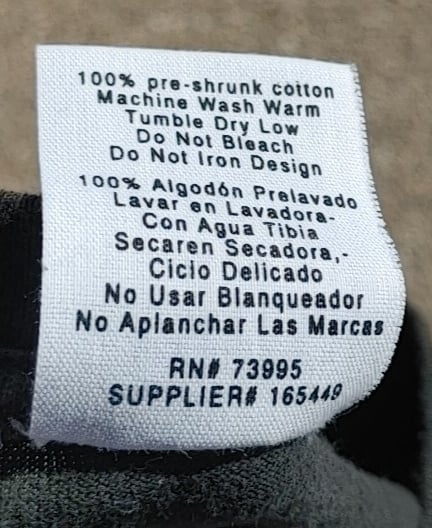 100% pre-shrunk cotton
Machine Wash Warm
Tumble Dry Low
Do Not Bleach
Do Not Iron Design
100% Algodón Prelavado
Lavar en Lavadora-
Con Agua Tibia
Secaren Secadora,-
Ciclo Delicado
No Usar Blanqueador
No Aplanchar Las Marcas
RN# 73995
SUPPLIER# 165449